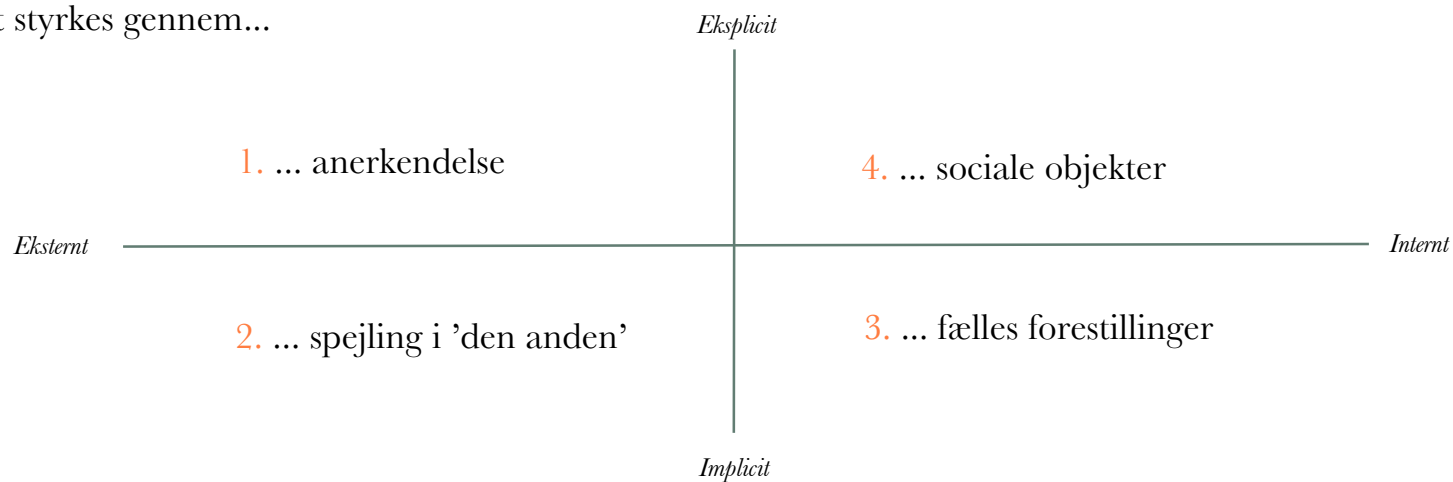 styrkes gennem...
Eksplicit
1. ... anerkendelse
4. ... sociale objekter
Eksternt
Internt
2. ... spejling i ’den anden’
3. ... fælles forestillinger
Implicit